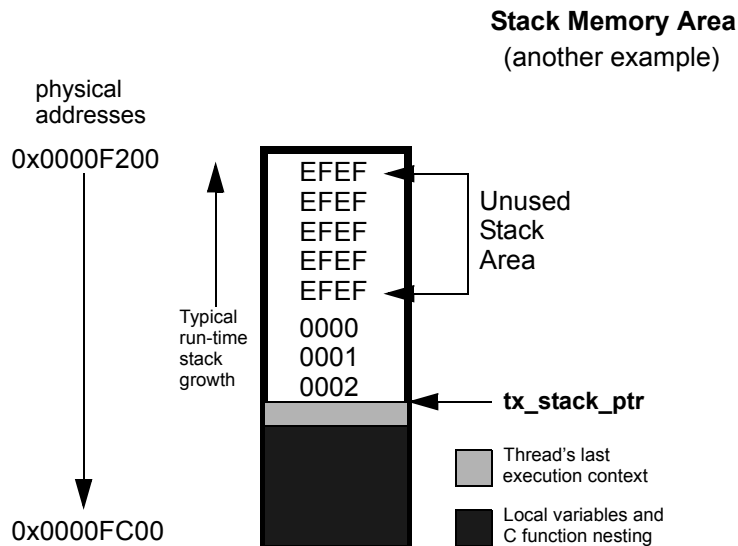 Stack Memory Area
(another example)
physical
addresses
0x0000F200
EFEF
EFEF
EFEF
EFEF
EFEF
0000
0001
0002
Unused
Stack
Area
Typical
run-time
stack
growth
tx_stack_ptr
Thread's last
execution context
Local variables and
C function nesting
0x0000FC00